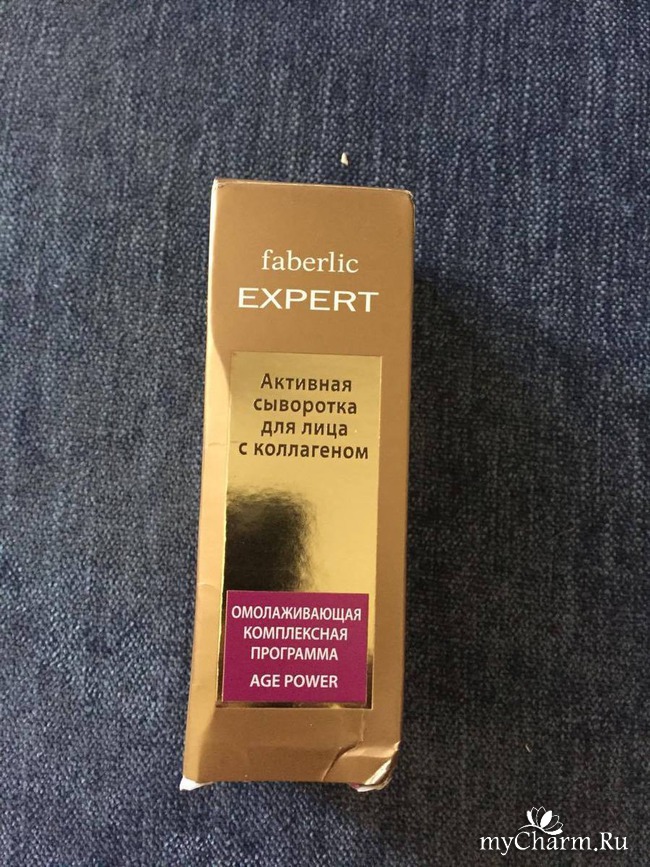 faberlic
EXPERT
Активная
сыворотка
для лица
с коллагеном
ОМОЛАЖИВАЮЩАЯ
КОМПЛЕКСНАЯ
ПРОГРАММА
AGE POWER
myCharm.Ru